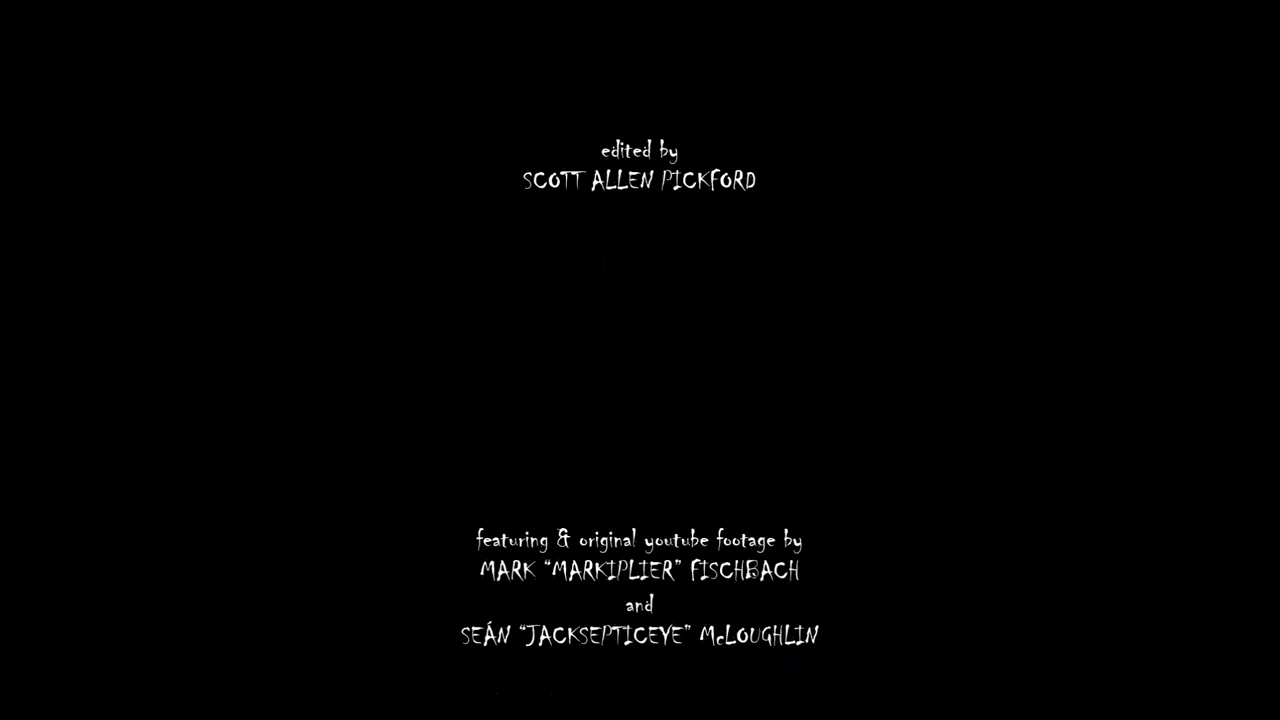 edited by
SCOTT ALLEN PICKFORD
featuring & original youtube footage by
MARK “MARKIPLIER” FISCHBACH
and
SEÁN “JACKSEPTICEYE” McLOUGHLIN